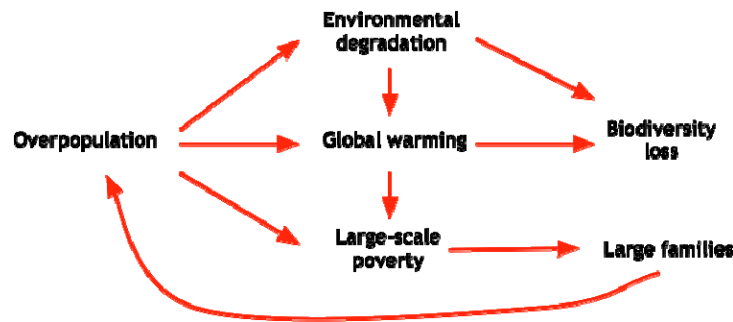 Environmental
degradation
Overpopulation
Global warming
Biodiversity
loss
Large-scale
poverty
Large families